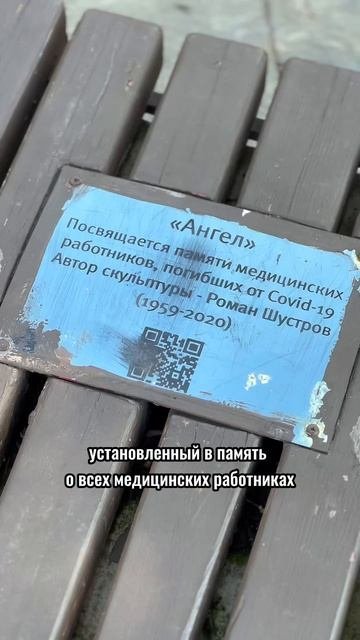 «Ангел»
Посвящается памяти медицинских
работников, погибших от Covid-19
Автор скульптуры - Роман Шустров
(1959-2020)
установленный в память
о всех медицинских работниках